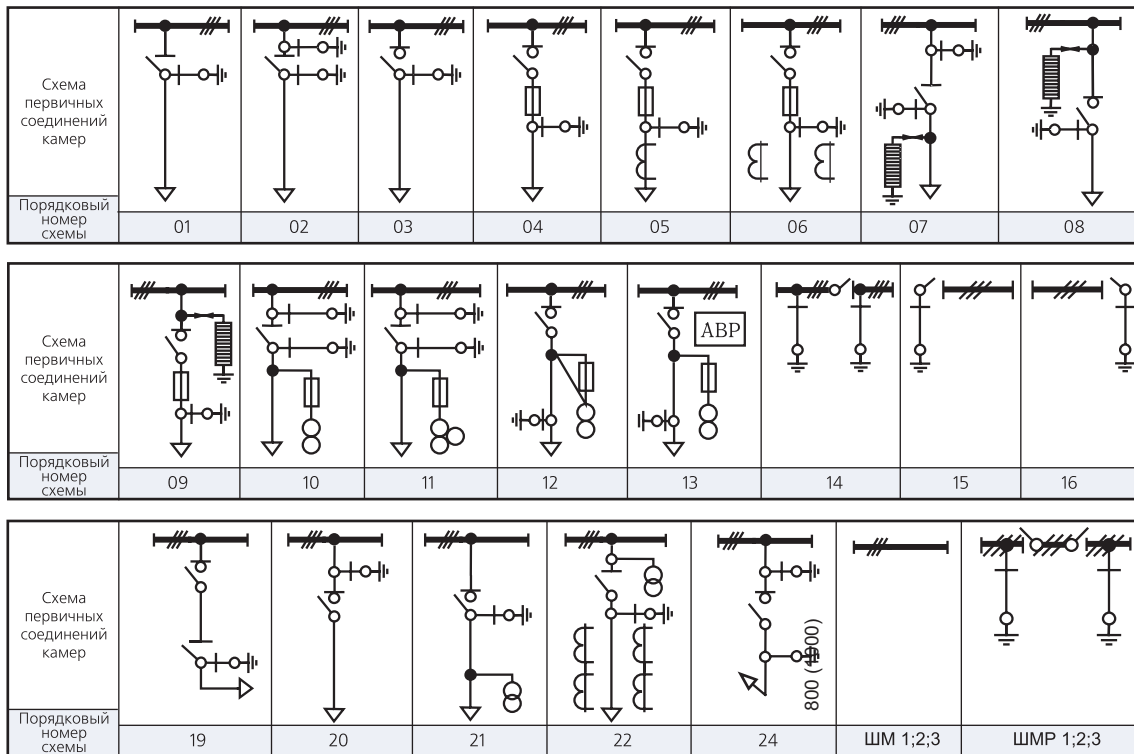 Схема
первичных
соединений
камер
Порядковый
номер
схемы
01 02 03 04 05 06 07 08
Схема
первичных
соединений
камер
АВР
Порядковый
номер
схемы
09 10 11 12 13 14 15 16
Схема
первичных
соединений
камер
Порядковый
номер
схемы
19 20 21 22 24 ШМ 1;2;3 ШМР 1;2;3